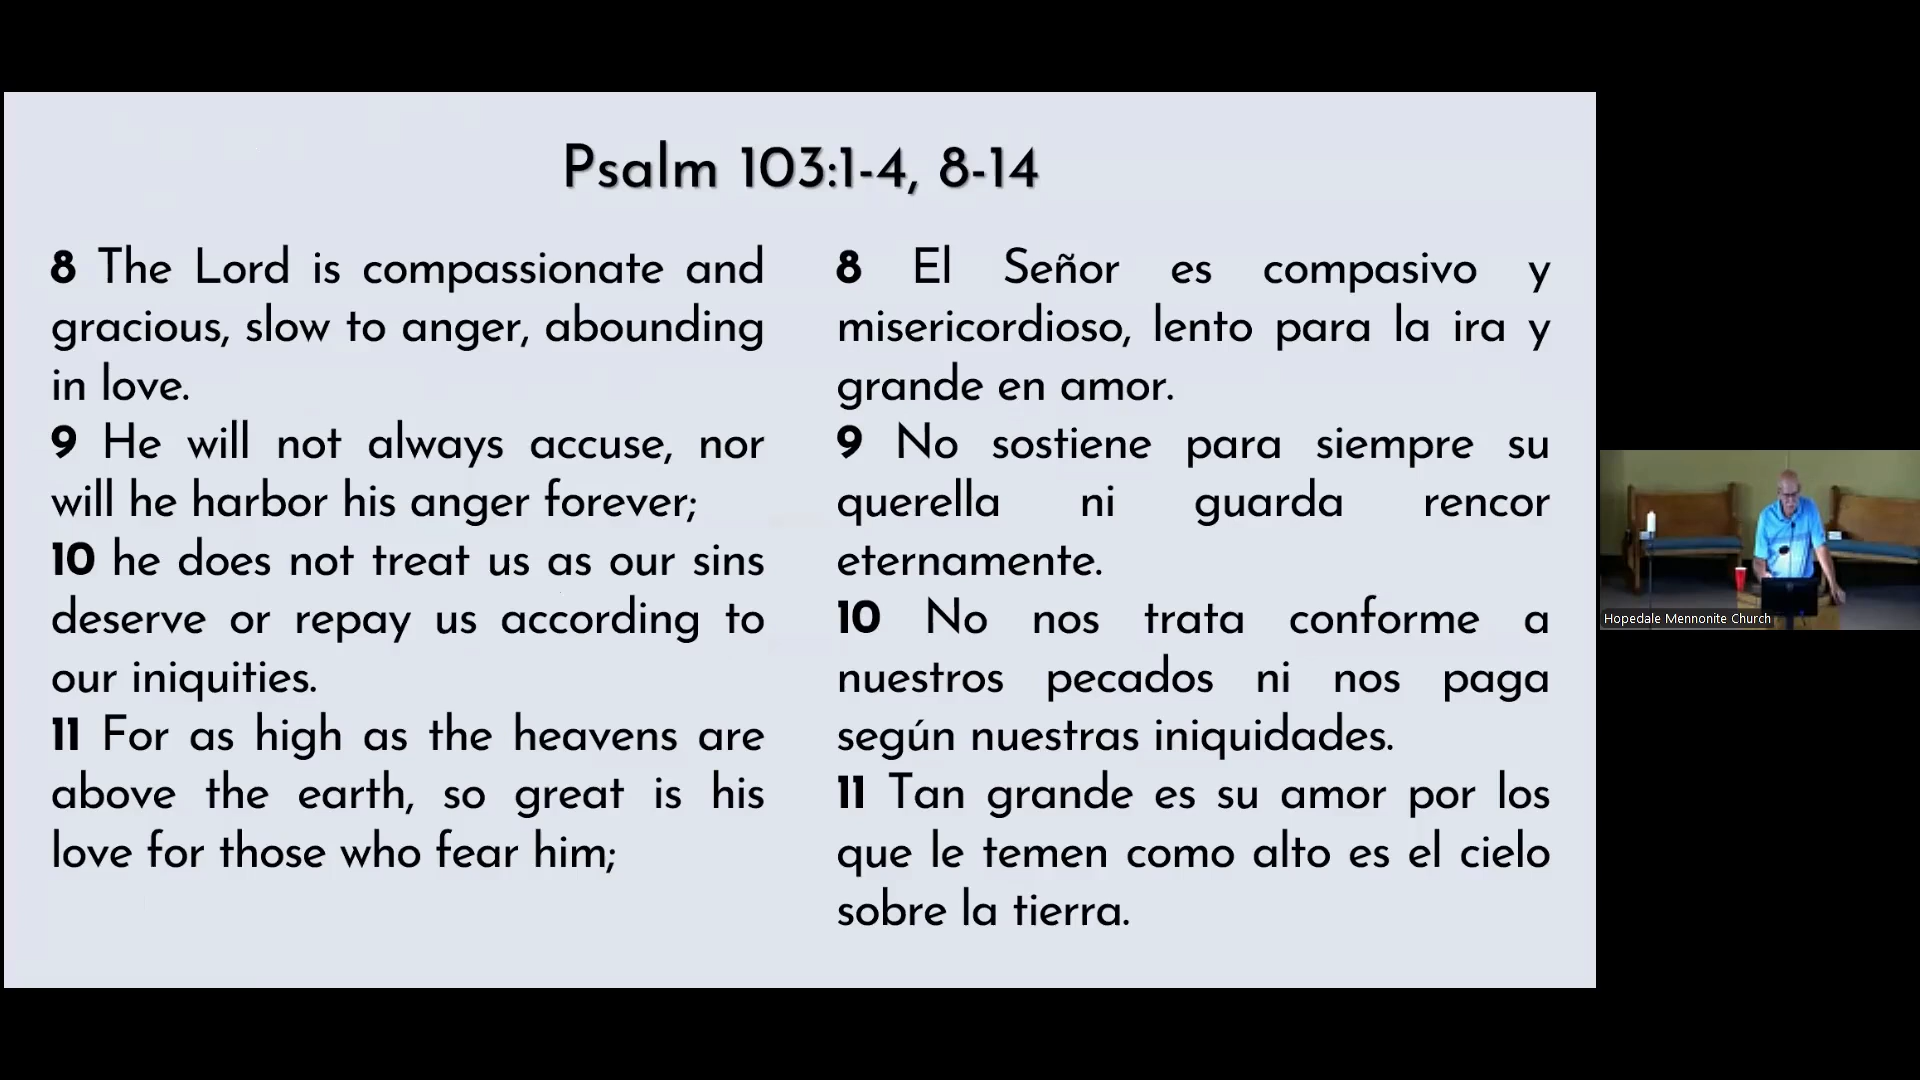 Psalm 103:1-4, 8-14
8 The Lord is compassionate and
gracious, slow to anger, abounding
in love.
9 He will not always accuse, nor
will he harbor his anger forever;
10 he does not treat us as our sins
deserve or repay us according to
our iniquities.
11 For as high as the heavens are
above the earth, so great is his
love for those who fear him;
8 El Señor es compasivo y
misericordioso, lento para la ira y
grande en amor.
9 No sostiene para siempre su
querella ni guarda rencor
eternamente.
10 No nos trata conforme a
nuestros pecados ni nos paga
según nuestras iniquidades.
11 Tan grande es su amor por los
que le temen como alto es el cielo
sobre la tierra.
Hopedale Mennonite Church